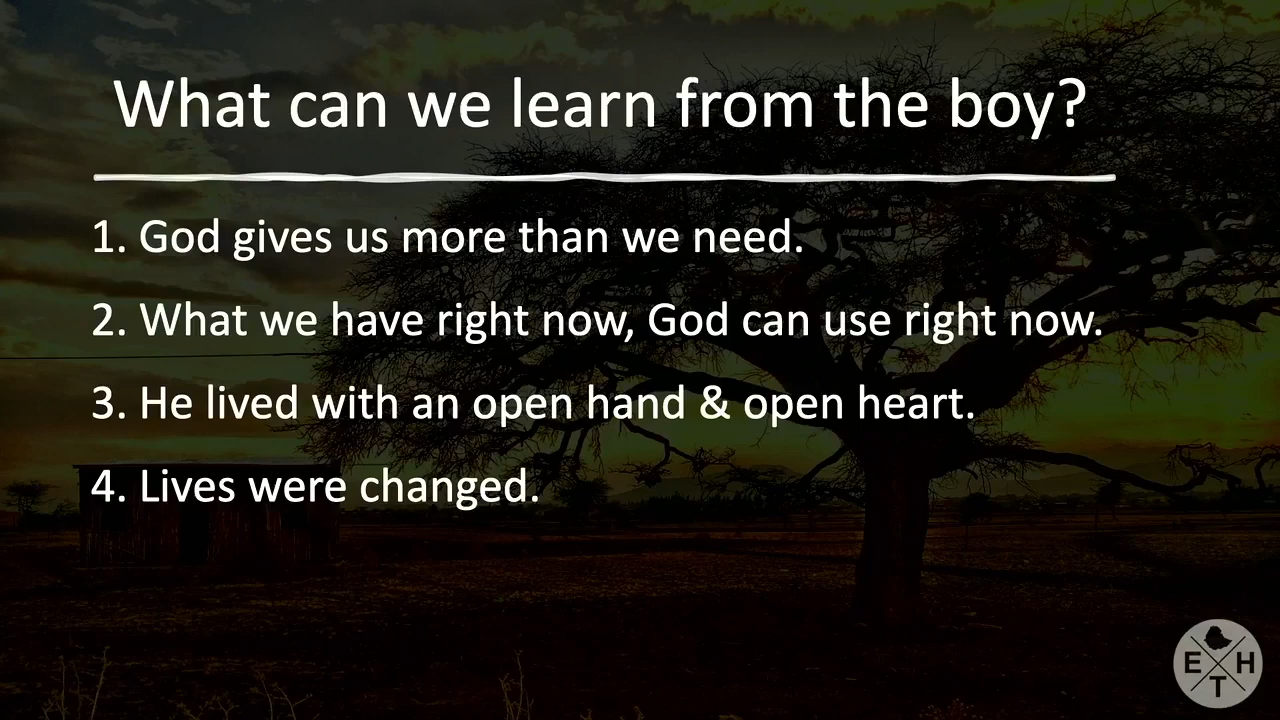 What can we learn from the boy?
1. God gives us more than we need.
2. What we have right now, God can use right now.
3. He lived with an open hand & open heart.
4. Lives were changed.
E H
T